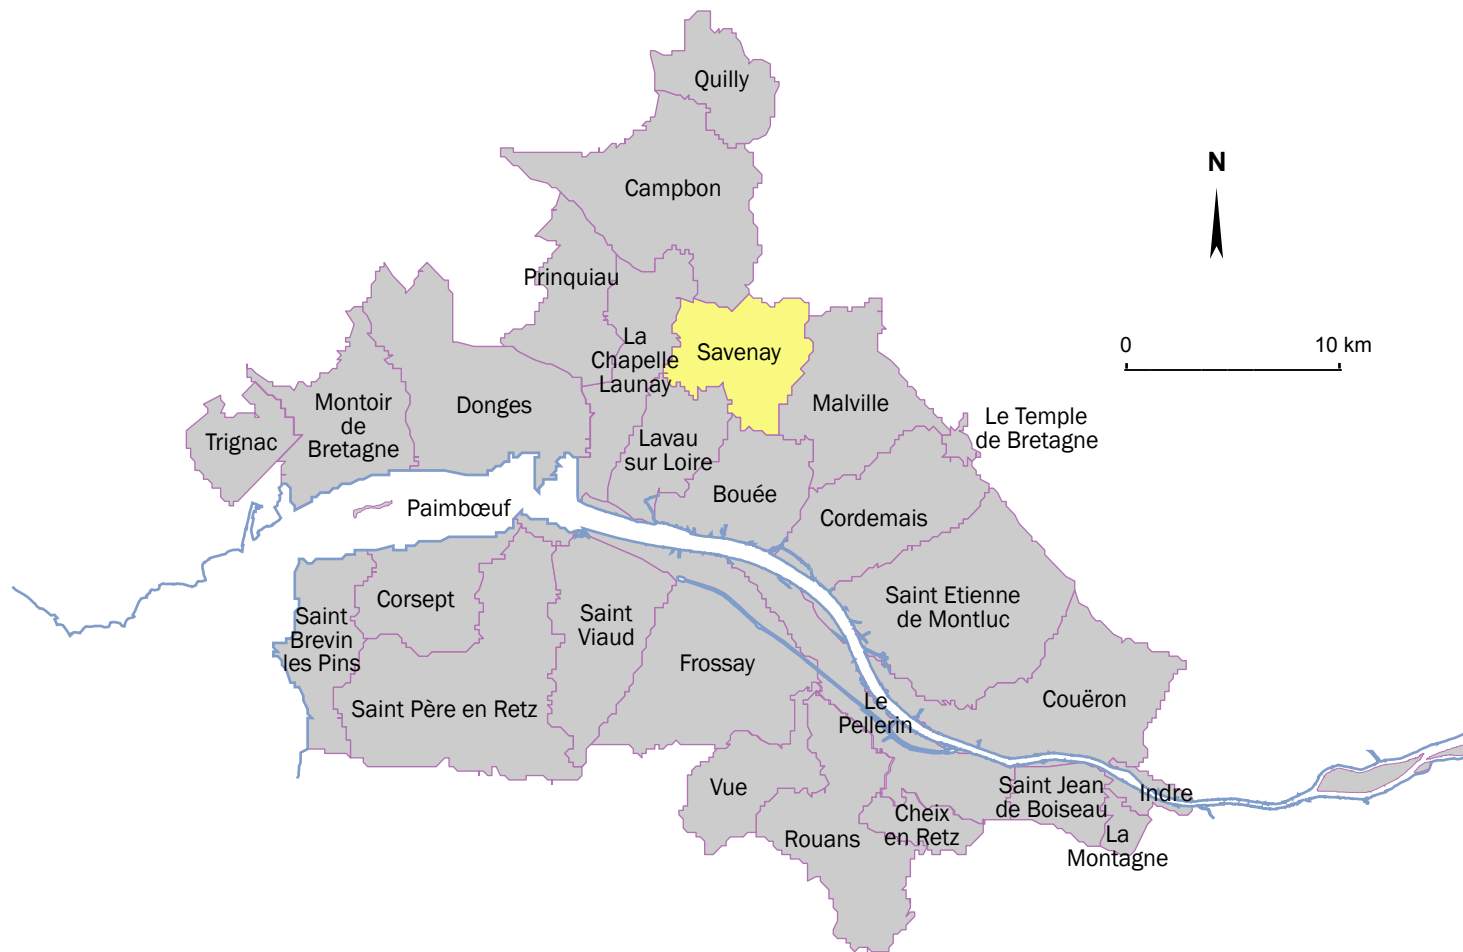 Quilly
N
Campbon
Prinquiau
0
10 km
La
Chapelle
Launay
Savenay
Malville
Le Temple
de Bretagne
Montoir
de
Bretagne
Donges
Trignac
Lavau
sur Loire
Bouée
Paimbœuf
Cordemais
Saint Etienne
de Montluc
Corsept
Saint
Brevin
les Pins
Saint
Viaud
Frossay
Couëron
Saint Père en Retz
Le
Pellerin
Vue
Saint Jean
de Boiseau
Indre
Cheix
en Retz
Rouans
La
Montagne